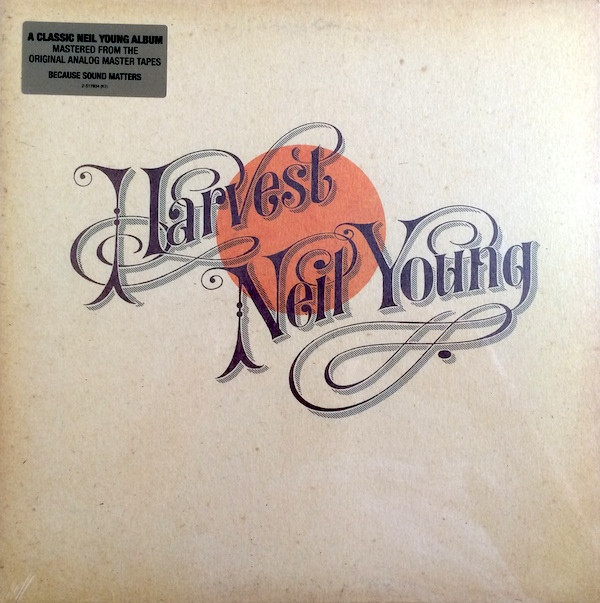 A CLASSIC NEIL YOUNG ALBUM
MASTERED FROM THE
ORIGINAL ANALOG MASTER TAPES
BECAUSE SOUND MATTERS
Harvest
Neil Young